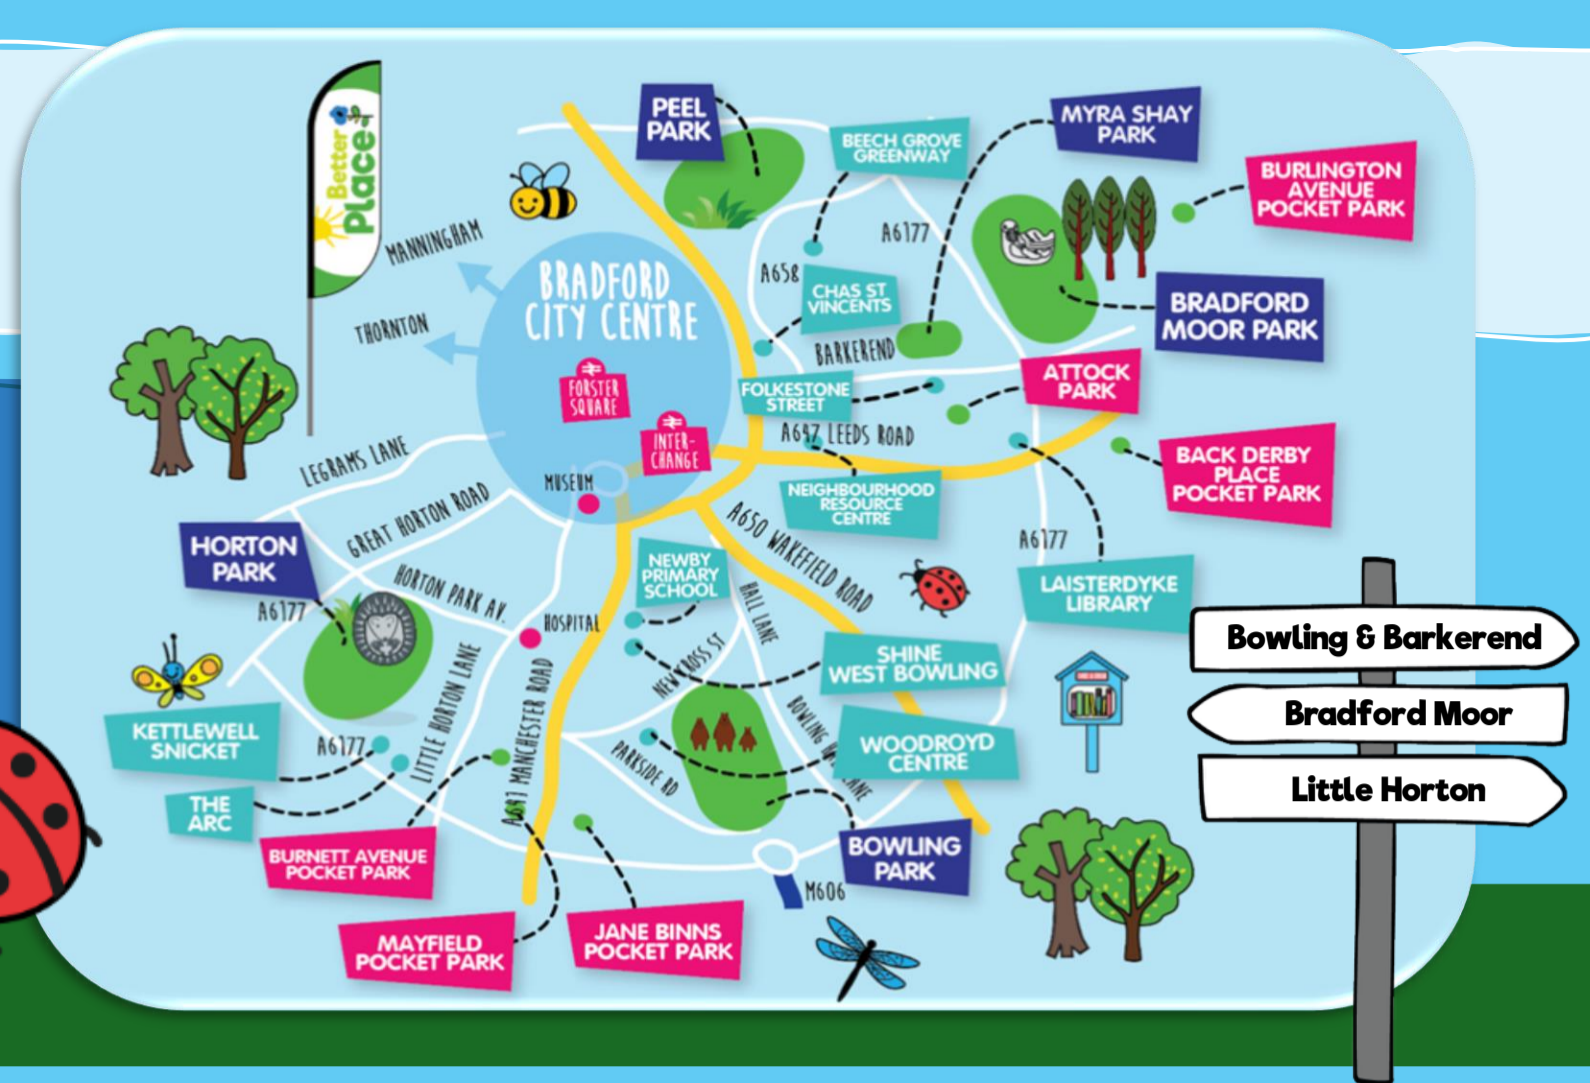 Better
Place
PEEL
PARK
BEECH GROVE
GREENWAY
MYRA SHAY
PARK
BURLINGTON
AVENUE
POCKET PARK
MANNINGHAM
A6177
BRADFORD
CITY CENTRE
A658
CHAS ST
VINCENTS
BRADFORD
MOOR PARK
THORNTON
BARKEREND
FORSTER
SQUARE
FOLKESTONE
STREET
ATTOCK
PARK
INTER-
CHANGE
A647 LEEDS ROAD
LEGRAMS LANE
MUSEUM
BACK DERBY
PLACE
POCKET PARK
NEIGHBOURHOOD
RESOURCE
CENTRE
GREAT HORTON ROAD
A650 WAKEFIELD ROAD
A6177
HORTON
PARK
NEWBY
PRIMARY
SCHOOL
HORTON PARK AV.
HALL LANE
LAISTERDYKE
LIBRARY
A6177
HOSPITAL
Bowling & Barkerend
NEW CROSS ST
SHINE
WEST BOWLING
LITTLE HORTON LANE
A641 MANCHESTER ROAD
Bradford Moor
KETTLEWELL
SNICKET
A6177
PARKSIDE RD
BOWLING HALL LANE
WOODROYD
CENTRE
Little Horton
THE
ARC
BURNETT AVENUE
POCKET PARK
BOWLING
PARK
M606
MAYFIELD
POCKET PARK
JANE BINNS
POCKET PARK